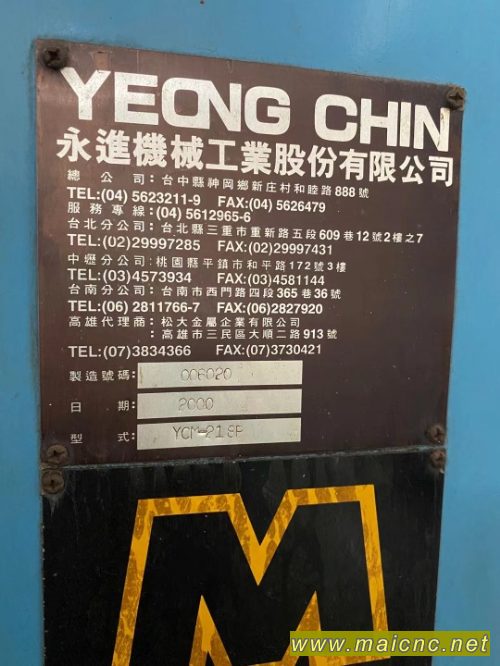 YEONG CHIN
永進機械工業股份有限公司
總公司:台中縣神岡鄉新庄村和睦路888號
TEL:(04) 5623211-9 FAX:(04) 5626479
服務專線:(04) 5612965-6
台北分公司:台北縣三重市重新路五段609巷12號2樓之7
TEL:(02)29997285 FAX:(02)29997431
中壢分公司:桃園縣平鎮市和平路172號3樓
TEL:(03)4573934 FAX:(03)4581144
台南分公司:台南市西門路四段365巷36號
TEL:(06) 2811766-7 FAX:(06)2827920
高雄代理商:松大金屬企業有限公司
:高雄市三民區大順二路913號
TEL:(07)3834366 FAX:(07)3730421
製造號碼: 006020
日期: 2000
型式: YCM-21SP
M
www.maicnc.net